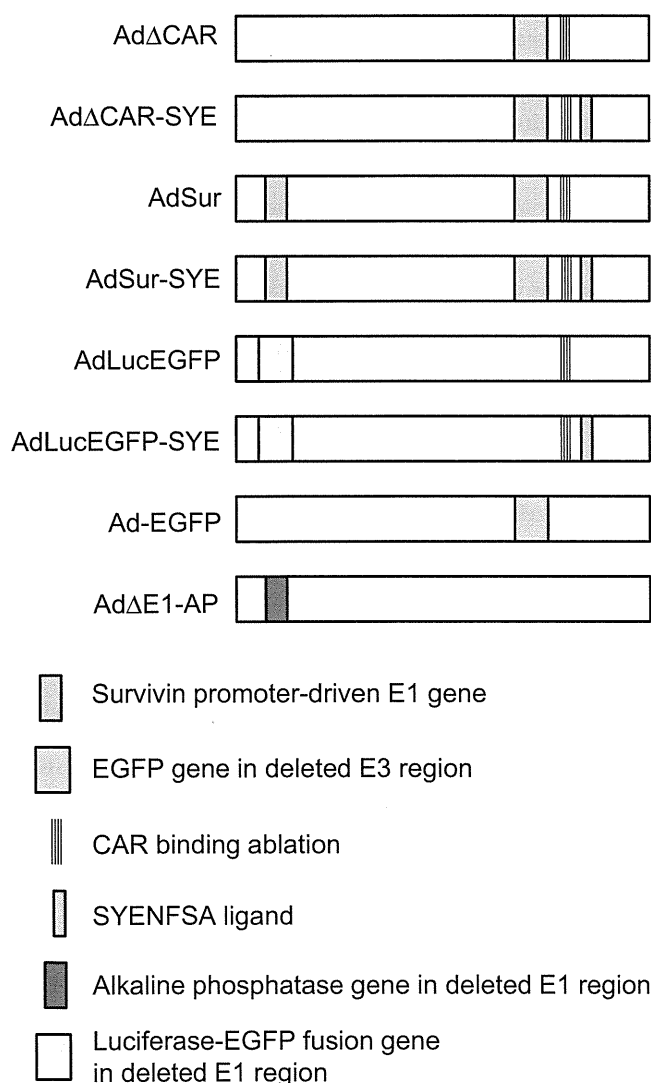 AdΔCAR
AdΔCAR-SYE
AdSur
AdSur-SYE
AdLucEGFP
AdLucEGFP-SYE
Ad-EGFP
AdΔE1-AP
Survivin promoter-driven E1 gene
EGFP gene in deleted E3 region
CAR binding ablation
SYENFSA ligand
Alkaline phosphatase gene in deleted E1 region
Luciferase-EGFP fusion gene
in deleted E1 region